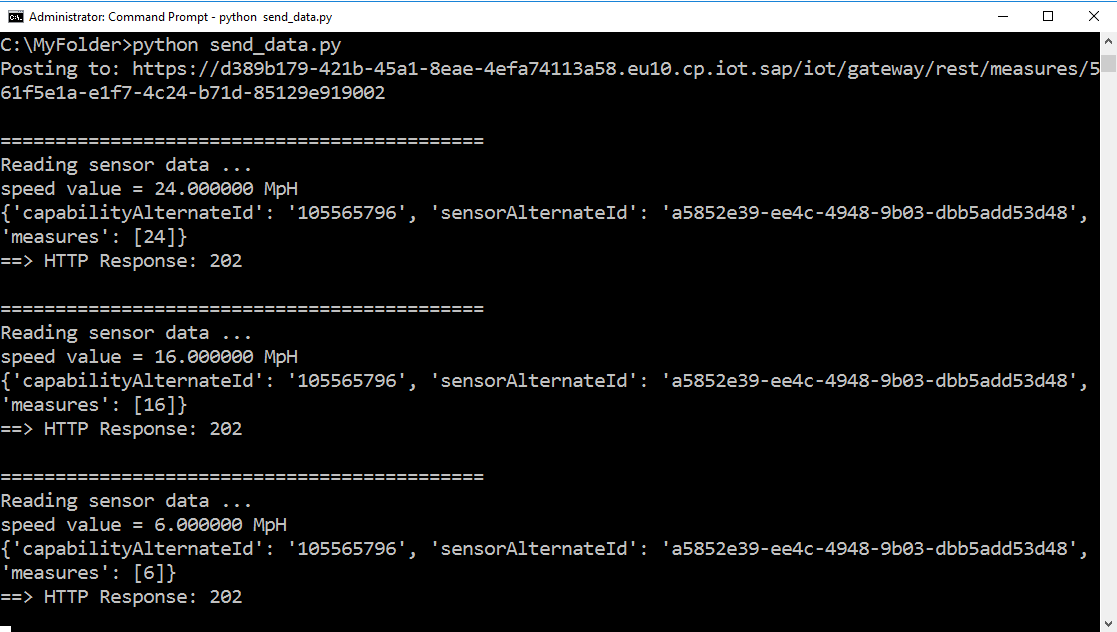 Administrator: Command Prompt - python  send_data.py
C:\MyFolder>python send_data.py
Posting to: https://d389b179-421b-45a1-8eae-4efa74113a58.eu10.cp.iot.sap/iot/gateway/rest/measures/5
61f5e1a-e1f7-4c24-b71d-85129e919002
============================================
Reading sensor data ...
speed value = 24.000000 MpH
{'capabilityAlternateId': '105565796', 'sensorAlternateId': 'a5852e39-ee4c-4948-9b03-dbb5add53d48',
'measures': [24]}
==> HTTP Response: 202
============================================
Reading sensor data ...
speed value = 16.000000 MpH
{'capabilityAlternateId': '105565796', 'sensorAlternateId': 'a5852e39-ee4c-4948-9b03-dbb5add53d48',
'measures': [16]}
==> HTTP Response: 202
============================================
Reading sensor data ...
speed value = 6.000000 MpH
{'capabilityAlternateId': '105565796', 'sensorAlternateId': 'a5852e39-ee4c-4948-9b03-dbb5add53d48',
'measures': [6]}
==> HTTP Response: 202